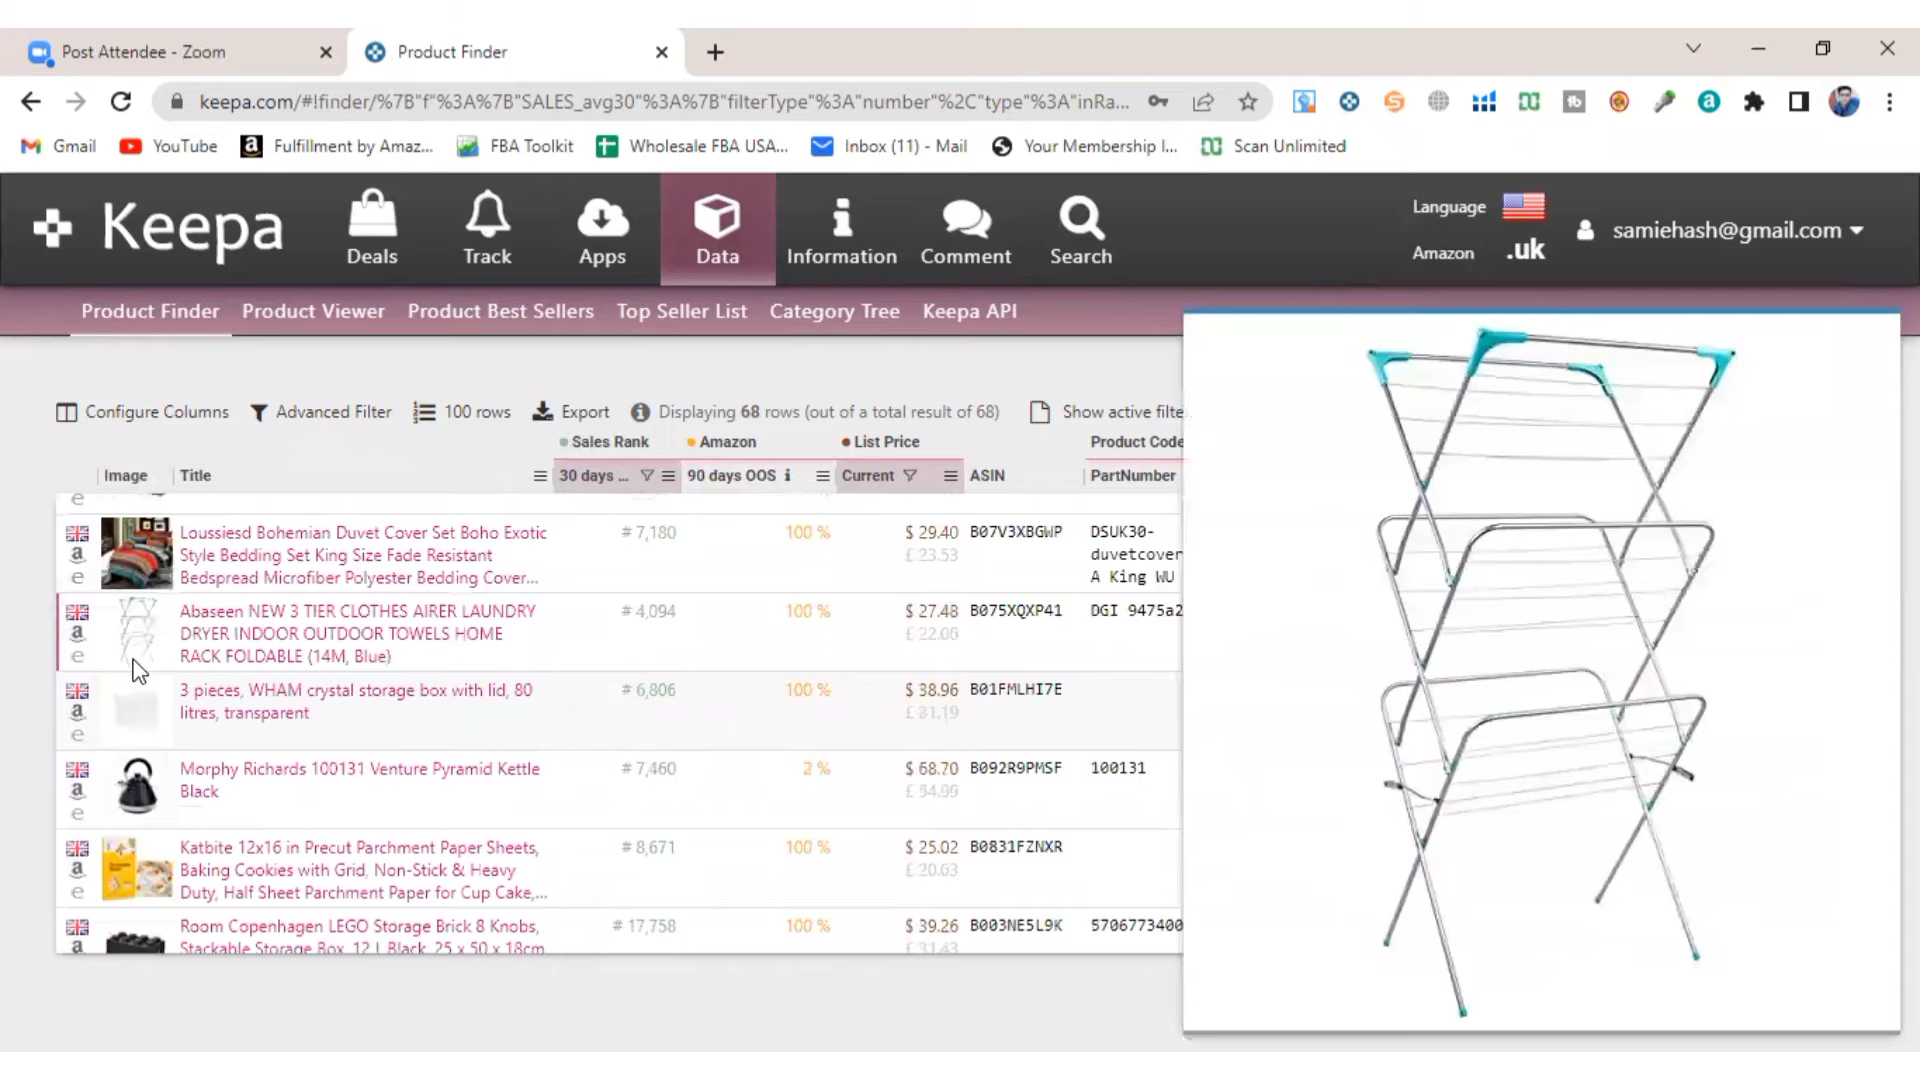 Post Attendee - Zoom
Product Finder
keepa.com/#!finder/%7B"f"%3A%7B"SALES_avg30"%3A%7B"filterType"%3A"number"%2C"type"%3A"inRa...
Gmail
YouTube
Fulfillment by Amaz...
FBA Toolkit
Wholesale FBA USA...
Inbox (11) - Mail
Your Membership I...
Scan Unlimited
Keepa
Deals
Track
Apps
Data
Information
Comment
Search
Language
Amazon .uk
samiehash@gmail.com
Product Finder
Product Viewer
Product Best Sellers
Top Seller List
Category Tree
Keepa API
Configure Columns
Advanced Filter
100 rows
Export
Displaying 68 rows (out of a total result of 68)
Show active filte
Sales Rank
Amazon
List Price
Product Code
Image
Title
30 days ...
90 days OOS
Current
ASIN
PartNumber
Loussiesd Bohemian Duvet Cover Set Boho Exotic
Style Bedding Set King Size Fade Resistant
Bedspread Microfiber Polyester Bedding Cover...
# 7,180
100 %
$ 29.40
£ 23.53
B07V3XBGWP
DSUK30-
duvetcover
A King WU
Abaseen NEW 3 TIER CLOTHES AIRER LAUNDRY
DRYER INDOOR OUTDOOR TOWELS HOME
RACK FOLDABLE (14M, Blue)
# 4,094
100 %
$ 27.48
B075XQXP41
DGI 9475a2
3 pieces, WHAM crystal storage box with lid, 80
litres, transparent
# 6,806
100 %
$ 38.96
£ 31.19
B01FMLHI7E
Morphy Richards 100131 Venture Pyramid Kettle
Black
# 7,460
$ 68.70
B092R9PMSF
100131
Katbite 12x16 in Precut Parchment Paper Sheets,
Baking Cookies with Grid, Non-Stick & Heavy
Duty, Half Sheet Parchment Paper for Cup Cake,...
# 8,671
100 %
$ 25.02
B0831FZNXR
Room Copenhagen LEGO Storage Brick 8 Knobs,
Stackable Storage Box, 12 l, Black, 25 x 50 x 18cm
# 17,758
100 %
$ 39.26
£ 31.43
B003NE5L9K
5706773400